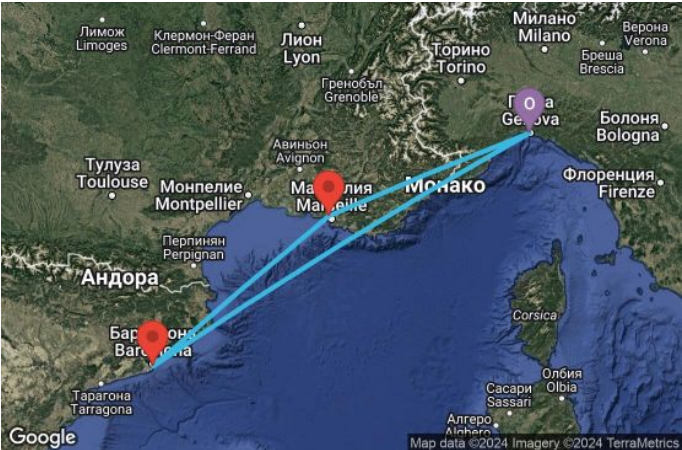 Милано
Milano
Верона
Verona
Лимож
Limoges
Клермон-Феран
Clermont-Ferrand
Лион
Lyon
Торино
Torino
Бреша
Brescia
Гренобъл
Grenoble
O
Genova
Болоня
Bologna
Авиньон
Avignon
Тулуза
Toulouse
Монпелие
Montpellier
Marseille
Монако
Флоренция
Firenze
Перпинян
Perpignan
Андора
Corsica
Barcelona
Тарагона
Tarragona
Сасари
Sassari
Олбия
Olbia
Алгеро
Alghero
Google
Map data ©2024 Imagery ©2024 TerraMetrics